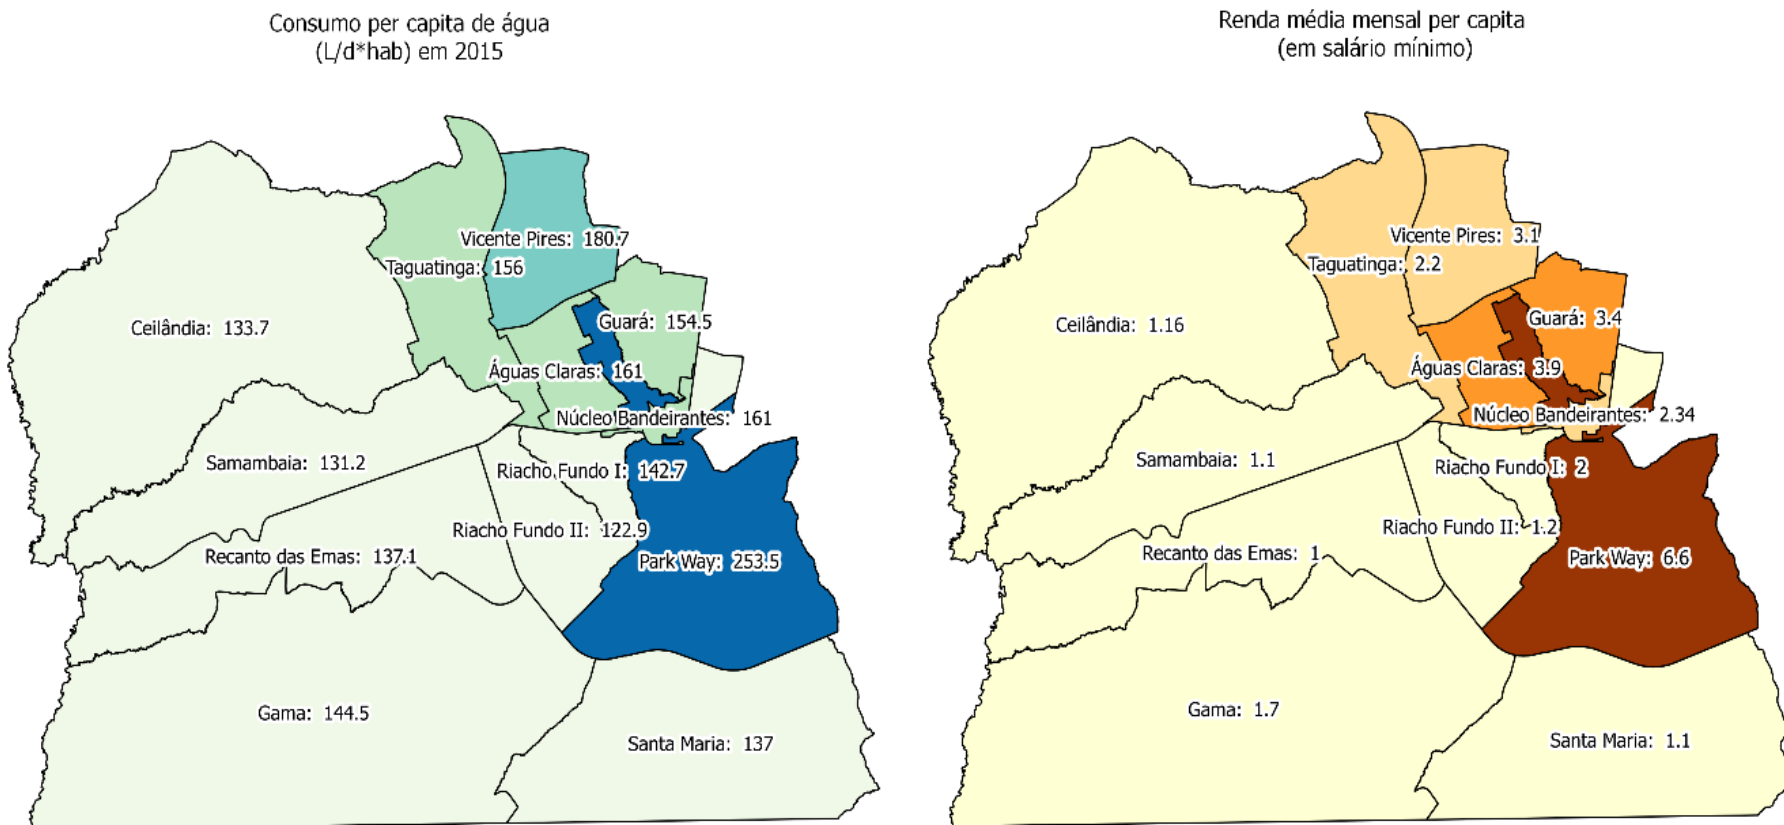 Consumo per capita de água
(L/d*hab) em 2015
Vicente Pires: 180.7
Taguatinga: 156
Ceilândia: 133.7
Guará: 154.5
Águas Claras: 161
Núcleo Bandeirantes: 161
Samambaia: 131.2
Riacho Fundo I: 142.7
Riacho Fundo II: 122.9
Recanto das Emas: 137.1
Park Way: 253.5
Gama: 144.5
Santa Maria: 137
Renda média mensal per capita
(em salário mínimo)
Vicente Pires: 3.1
Taguatinga: 2.2
Ceilândia: 1.16
Guará: 3.4
Águas Claras: 3.9
Núcleo Bandeirantes: 2.34
Samambaia: 1.1
Riacho Fundo I: 2
Riacho Fundo II: 1.2
Recanto das Emas: 1
Park Way: 6.6
Gama: 1.7
Santa Maria: 1.1